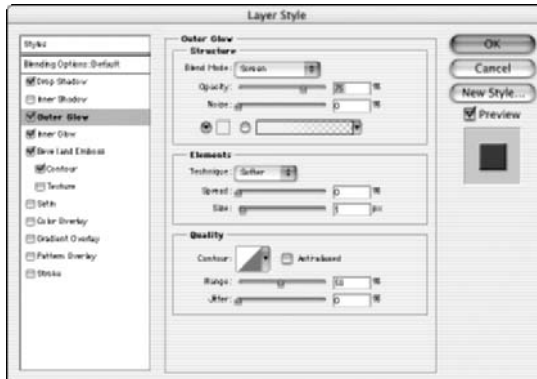 Layer Style
Styles
Blending Options: Default
Drop Shadow
Inner Shadow
Outer Glow
Inner Glow
Bevel and Emboss
Contour
Texture
Satin
Color Overlay
Gradient Overlay
Pattern Overlay
Stroke
Outer Glow
Structure
Blend Mode: Screen
Opacity: 75 %
Noise: 0 %
Elements
Technique: Softer
Spread: 0 %
Size: 5 px
Quality
Contour: Anti-aliased
Range: 50 %
Jitter: 0 %
OK
Cancel
New Style...
Preview